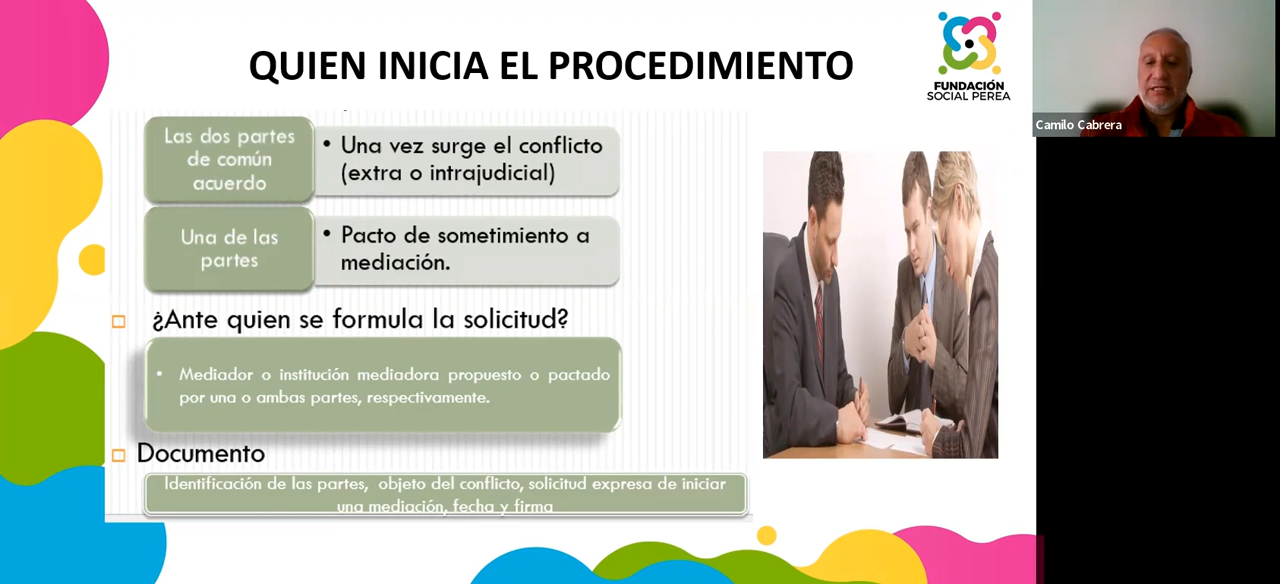 QUIEN INICIA EL PROCEDIMIENTO
FUNDACIÓN
SOCIAL PEREA
Camilo Cabrera
Las dos partes
de común
acuerdo
• Una vez surge el conflicto
(extra o intrajudicial)
Una de las
partes
• Pacto de sometimiento a
mediación.
¿Ante quien se formula la solicitud?
• Mediador o institución mediadora propuesto o pactado
por una o ambas partes, respectivamente.
Documento
Identificación de las partes, objeto del conflicto, solicitud expresa de iniciar
una mediación, fecha y firma